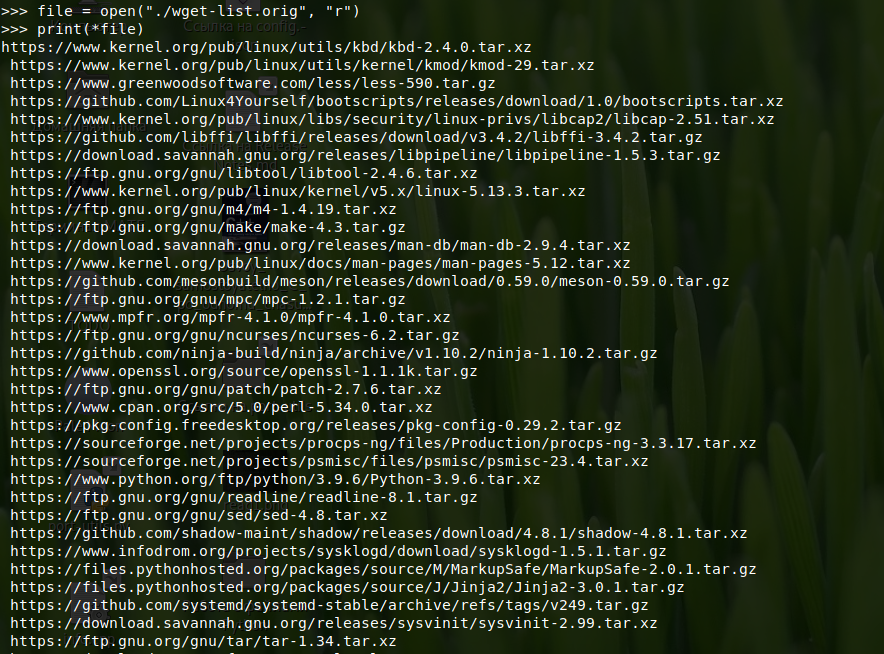 >>> file = open("./wget-list.orig", "r")
>>> print(*file)
https://www.kernel.org/pub/linux/utils/kbd/kbd-2.4.0.tar.xz
https://www.kernel.org/pub/linux/utils/kernel/kmod/kmod-29.tar.xz
https://www.greenwoodsoftware.com/less/less-590.tar.gz
https://github.com/Linux4Yourself/bootscripts/releases/download/1.0/bootscripts.tar.xz
https://www.kernel.org/pub/linux/libs/security/linux-privs/libcap2/libcap-2.51.tar.xz
https://github.com/libffi/libffi/releases/download/v3.4.2/libffi-3.4.2.tar.gz
https://download.savannah.gnu.org/releases/libpipeline/libpipeline-1.5.3.tar.gz
https://ftp.gnu.org/gnu/libtool/libtool-2.4.6.tar.xz
https://www.kernel.org/pub/linux/kernel/v5.x/linux-5.13.3.tar.xz
https://ftp.gnu.org/gnu/m4/m4-1.4.19.tar.xz
https://ftp.gnu.org/gnu/make/make-4.3.tar.gz
https://download.savannah.gnu.org/releases/man-db/man-db-2.9.4.tar.xz
https://www.kernel.org/pub/linux/docs/man-pages/man-pages-5.12.tar.xz
https://github.com/mesonbuild/meson/releases/download/0.59.0/meson-0.59.0.tar.gz
https://ftp.gnu.org/gnu/mpc/mpc-1.2.1.tar.gz
https://www.mpfr.org/mpfr-4.1.0/mpfr-4.1.0.tar.xz
https://ftp.gnu.org/gnu/ncurses/ncurses-6.2.tar.gz
https://github.com/ninja-build/ninja/archive/v1.10.2/ninja-1.10.2.tar.gz
https://www.openssl.org/source/openssl-1.1.1k.tar.gz
https://ftp.gnu.org/gnu/patch/patch-2.7.6.tar.xz
https://www.cpan.org/src/5.0/perl-5.34.0.tar.xz
https://pkg-config.freedesktop.org/releases/pkg-config-0.29.2.tar.gz
https://sourceforge.net/projects/procps-ng/files/Production/procps-ng-3.3.17.tar.xz
https://sourceforge.net/projects/psmisc/files/psmisc/psmisc-23.4.tar.xz
https://www.python.org/ftp/python/3.9.6/Python-3.9.6.tar.xz
https://ftp.gnu.org/gnu/readline/readline-8.1.tar.gz
https://ftp.gnu.org/gnu/sed/sed-4.8.tar.xz
https://github.com/shadow-maint/shadow/releases/download/4.8.1/shadow-4.8.1.tar.xz
https://www.infodrom.org/projects/sysklogd/download/sysklogd-1.5.1.tar.gz
https://files.pythonhosted.org/packages/source/M/MarkupSafe/MarkupSafe-2.0.1.tar.gz
https://files.pythonhosted.org/packages/source/J/Jinja2/Jinja2-3.0.1.tar.gz
https://github.com/systemd/systemd-stable/archive/refs/tags/v249.tar.gz
https://download.savannah.gnu.org/releases/sysvinit/sysvinit-2.99.tar.xz
https://ftp.gnu.org/gnu/tar/tar-1.34.tar.xz